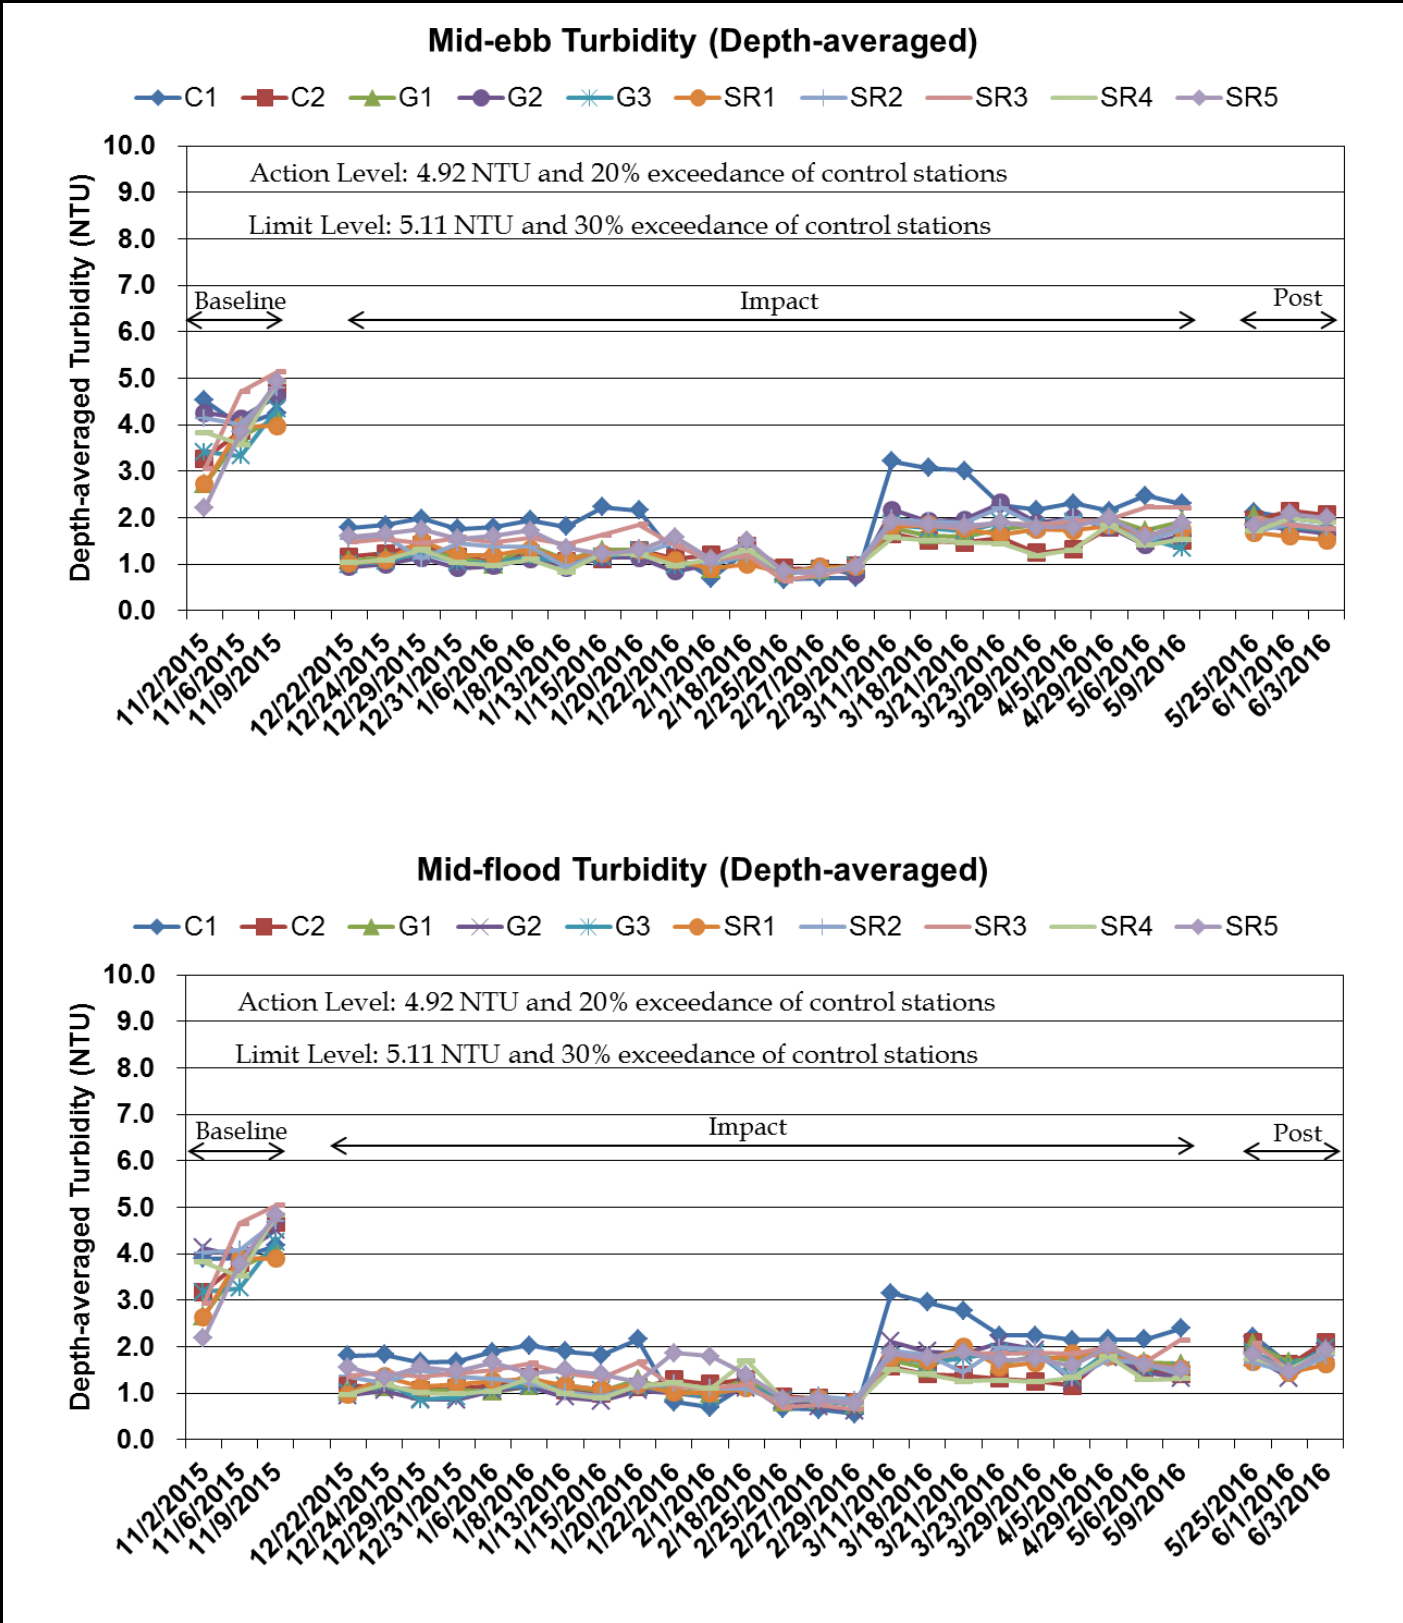 Mid-ebb Turbidity (Depth-averaged)
C1 C2 G1 G2 G3 SR1 SR2 SR3 SR4 SR5
Depth-averaged Turbidity (NTU)
10.0
9.0
8.0
7.0
6.0
5.0
4.0
3.0
2.0
1.0
0.0
Action Level: 4.92 NTU and 20% exceedance of control stations
Limit Level: 5.11 NTU and 30% exceedance of control stations
Baseline Impact Post
11/2/2015 11/6/2015 11/9/2015 12/22/2015 12/24/2015 12/29/2015 12/31/2015 1/6/2016 1/8/2016 1/13/2016 1/15/2016 1/20/2016 1/22/2016 2/1/2016 2/18/2016 2/25/2016 2/27/2016 2/29/2016 3/11/2016 3/18/2016 3/21/2016 3/23/2016 3/29/2016 4/5/2016 4/29/2016 5/6/2016 5/9/2016 5/25/2016 6/1/2016 6/3/2016
Mid-flood Turbidity (Depth-averaged)
C1 C2 G1 G2 G3 SR1 SR2 SR3 SR4 SR5
Depth-averaged Turbidity (NTU)
10.0
9.0
8.0
7.0
6.0
5.0
4.0
3.0
2.0
1.0
0.0
Action Level: 4.92 NTU and 20% exceedance of control stations
Limit Level: 5.11 NTU and 30% exceedance of control stations
Baseline Impact Post
11/2/2015 11/6/2015 11/9/2015 12/22/2015 12/24/2015 12/29/2015 12/31/2015 1/6/2016 1/8/2016 1/13/2016 1/15/2016 1/20/2016 1/22/2016 2/1/2016 2/18/2016 2/25/2016 2/27/2016 2/29/2016 3/11/2016 3/18/2016 3/21/2016 3/23/2016 3/29/2016 4/5/2016 4/29/2016 5/6/2016 5/9/2016 5/25/2016 6/1/2016 6/3/2016